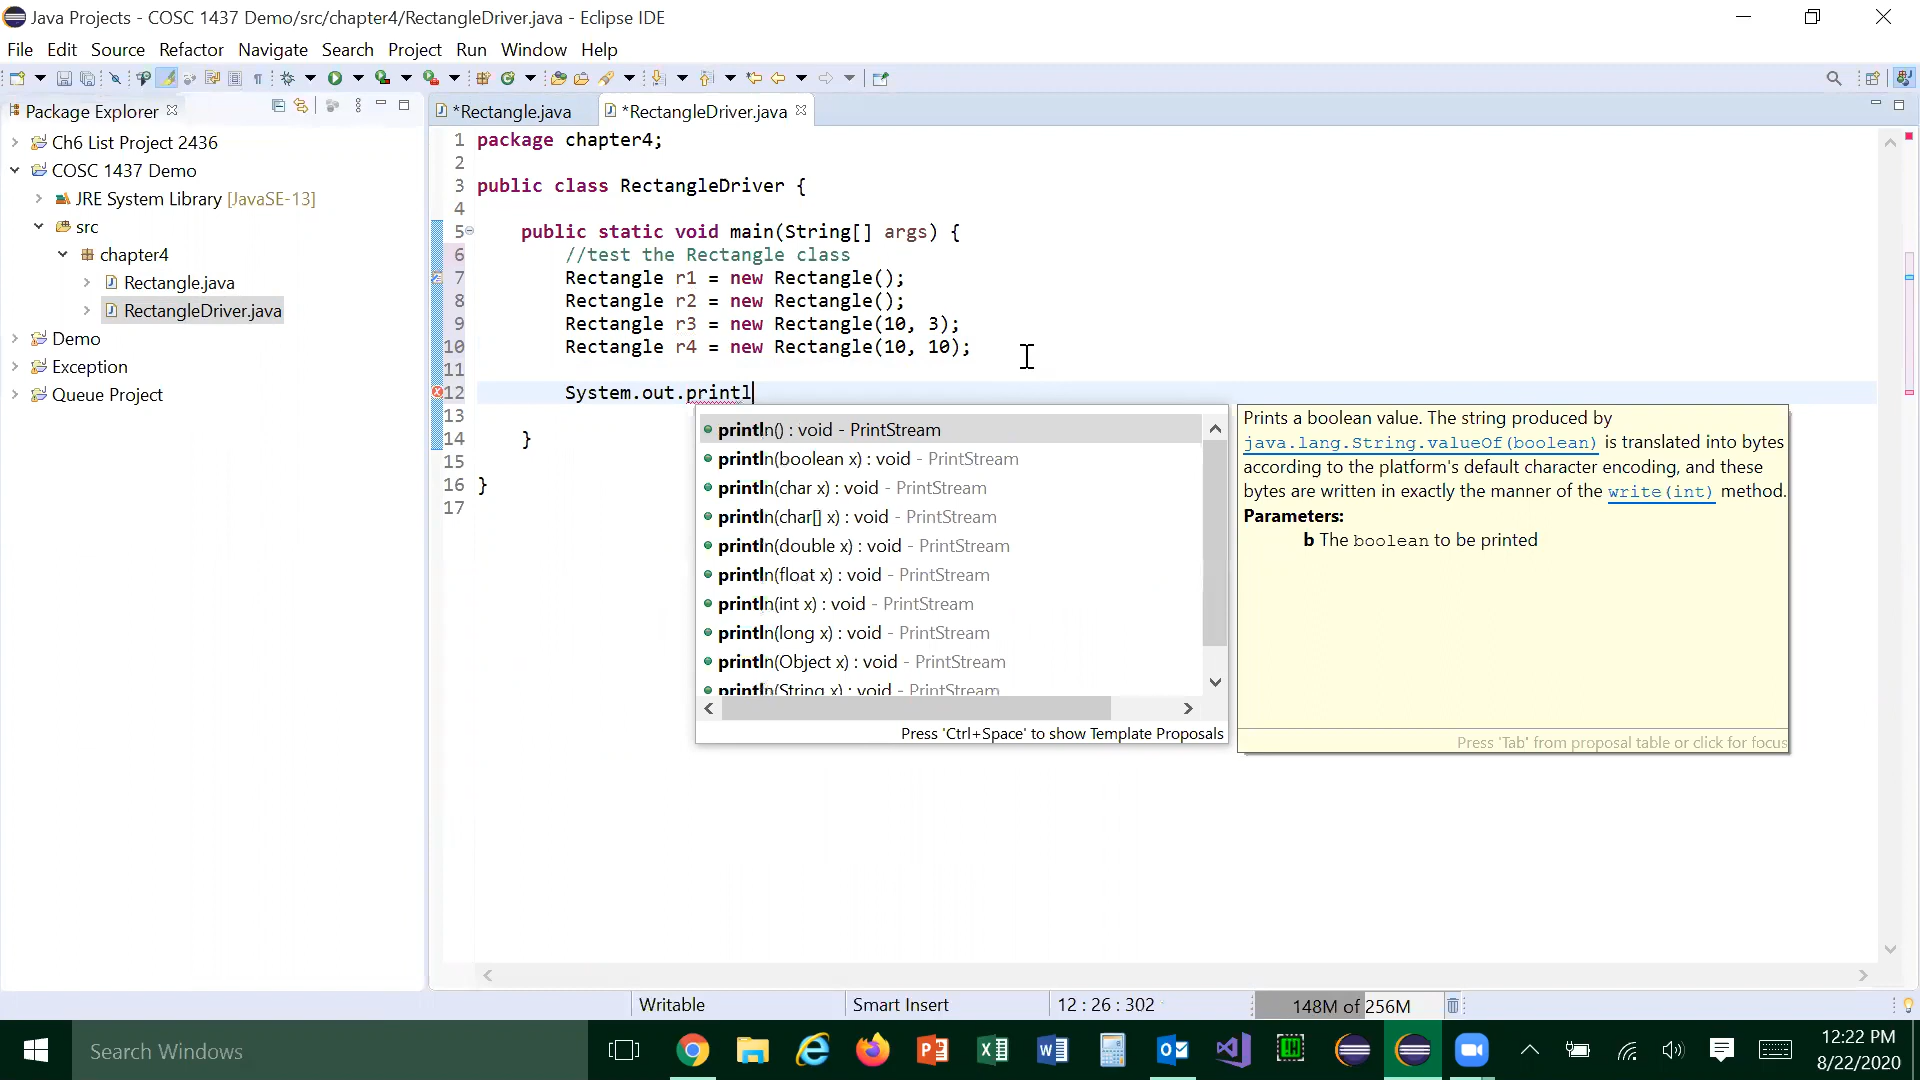 Java Projects - COSC 1437 Demo/src/chapter4/RectangleDriver.java - Eclipse IDE
File Edit Source Refactor Navigate Search Project Run Window Help
Package Explorer
*Rectangle.java *RectangleDriver.java
Ch6 List Project 2436
COSC 1437 Demo
JRE System Library [JavaSE-13]
src
chapter4
Rectangle.java
RectangleDriver.java
Demo
Exception
Queue Project
1 package chapter4;
2
3 public class RectangleDriver {
4
5 public static void main(String[] args) {
6 //test the Rectangle class
7 Rectangle r1 = new Rectangle();
8 Rectangle r2 = new Rectangle();
9 Rectangle r3 = new Rectangle(10, 3);
10 Rectangle r4 = new Rectangle(10, 10);
11
12 System.out.printl
13
14 }
15
16 }
17
println() : void - PrintStream
println(boolean x) : void - PrintStream
println(char x) : void - PrintStream
println(char[] x) : void - PrintStream
println(double x) : void - PrintStream
println(float x) : void - PrintStream
println(int x) : void - PrintStream
println(long x) : void - PrintStream
println(Object x) : void - PrintStream
println(String x) : void - PrintStream
Press 'Ctrl+Space' to show Template Proposals
Prints a boolean value. The string produced by
java.lang.String.valueOf(boolean) is translated into bytes
according to the platform's default character encoding, and these
bytes are written in exactly the manner of the write(int) method.
Parameters:
b The boolean to be printed
Press 'Tab' from proposal table or click for focus
Writable Smart Insert 12 : 26 : 302 148M of 256M
Search Windows
12:22 PM
8/22/2020